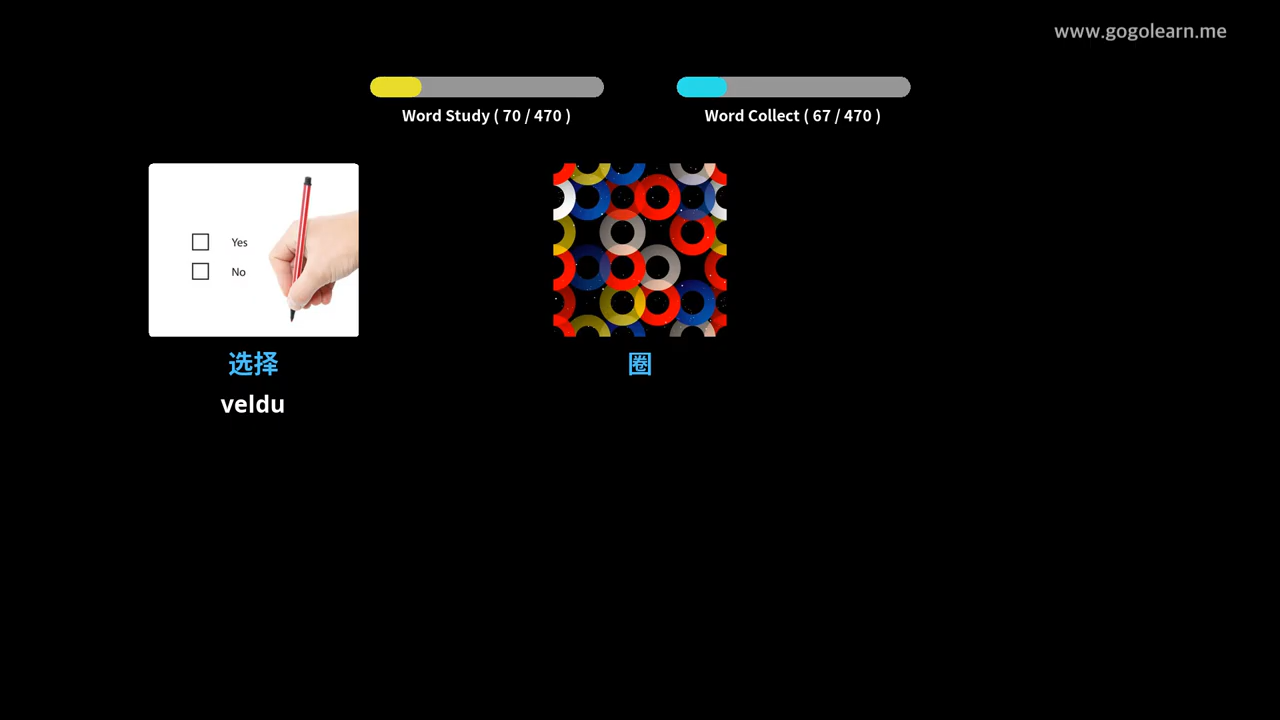 www.gogolearn.me
Word Study ( 70 / 470 )
Word Collect ( 67 / 470 )
Yes
No
选择
圈
veldu